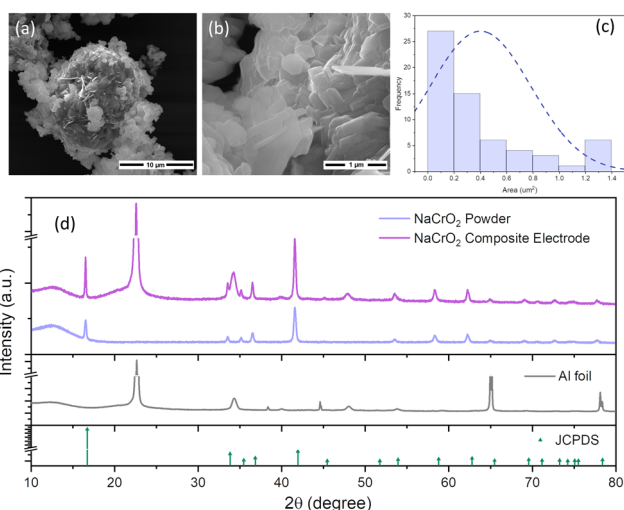 (a)
10 µm
(b)
1 µm
(c)
30
25
20
15
10
5
0
Frequency
0.0 0.2 0.4 0.6 0.8 1.0 1.2 1.4
Area (um²)
(d)
NaCrO₂ Powder
NaCrO₂ Composite Electrode
Intensity (a.u.)
Al foil
JCPDS
10 20 30 40 50 60 70 80
2θ (degree)